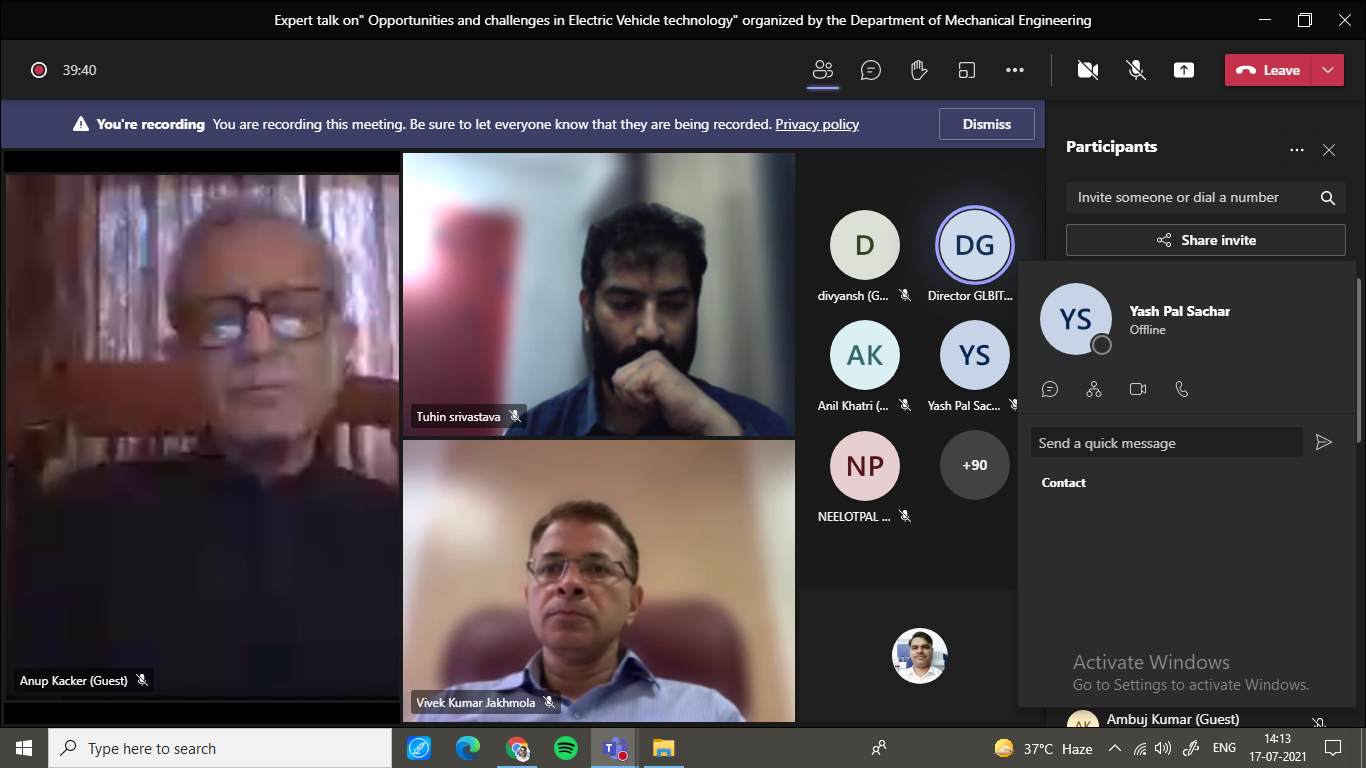 Expert talk on" Opportunities and challenges in Electric Vehicle technology" organized by the Department of Mechanical Engineering
39:40
Leave
You're recording You are recording this meeting. Be sure to let everyone know that they are being recorded. Privacy policy
Dismiss
Participants
Invite someone or dial a number
Share invite
Anup Kacker (Guest)
Tuhin srivastava
Vivek Kumar Jakhmola
D
divyansh (G...
DG
Director GLBIT...
AK
Anil Khatri (...
YS
Yash Pal Sac...
NP
NEELOTPAL ...
+90
YS
Yash Pal Sachar
Offline
Send a quick message
Contact
Activate Windows
Go to Settings to activate Windows.
AK
Ambuj Kumar (Guest)
Type here to search
37°C Haze
ENG
14:13
17-07-2021